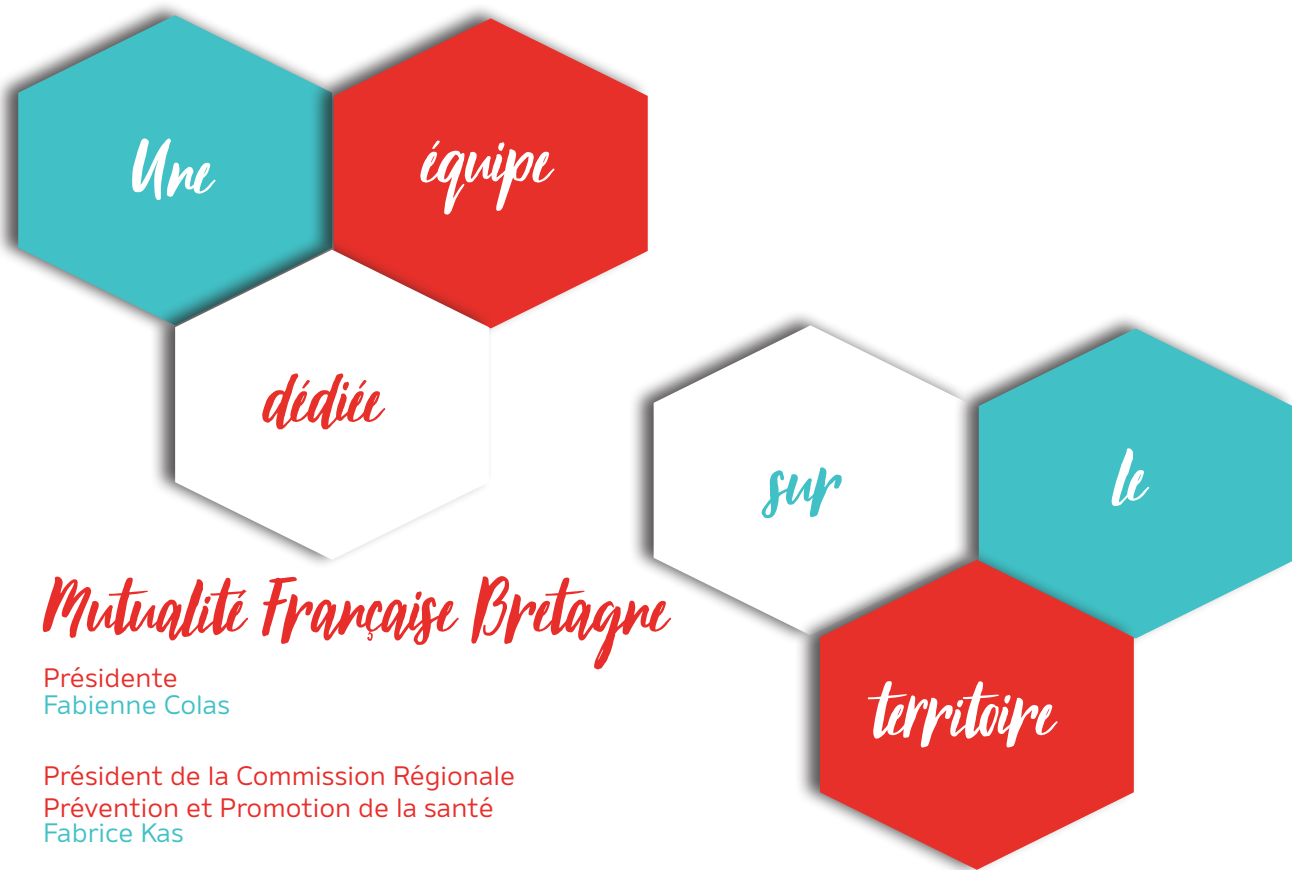 Une
équipe
dédiée
sur
le
territoire
Mutualité Française Bretagne
Présidente
Fabienne Colas
Président de la Commission Régionale
Prévention et Promotion de la santé
Fabrice Kas